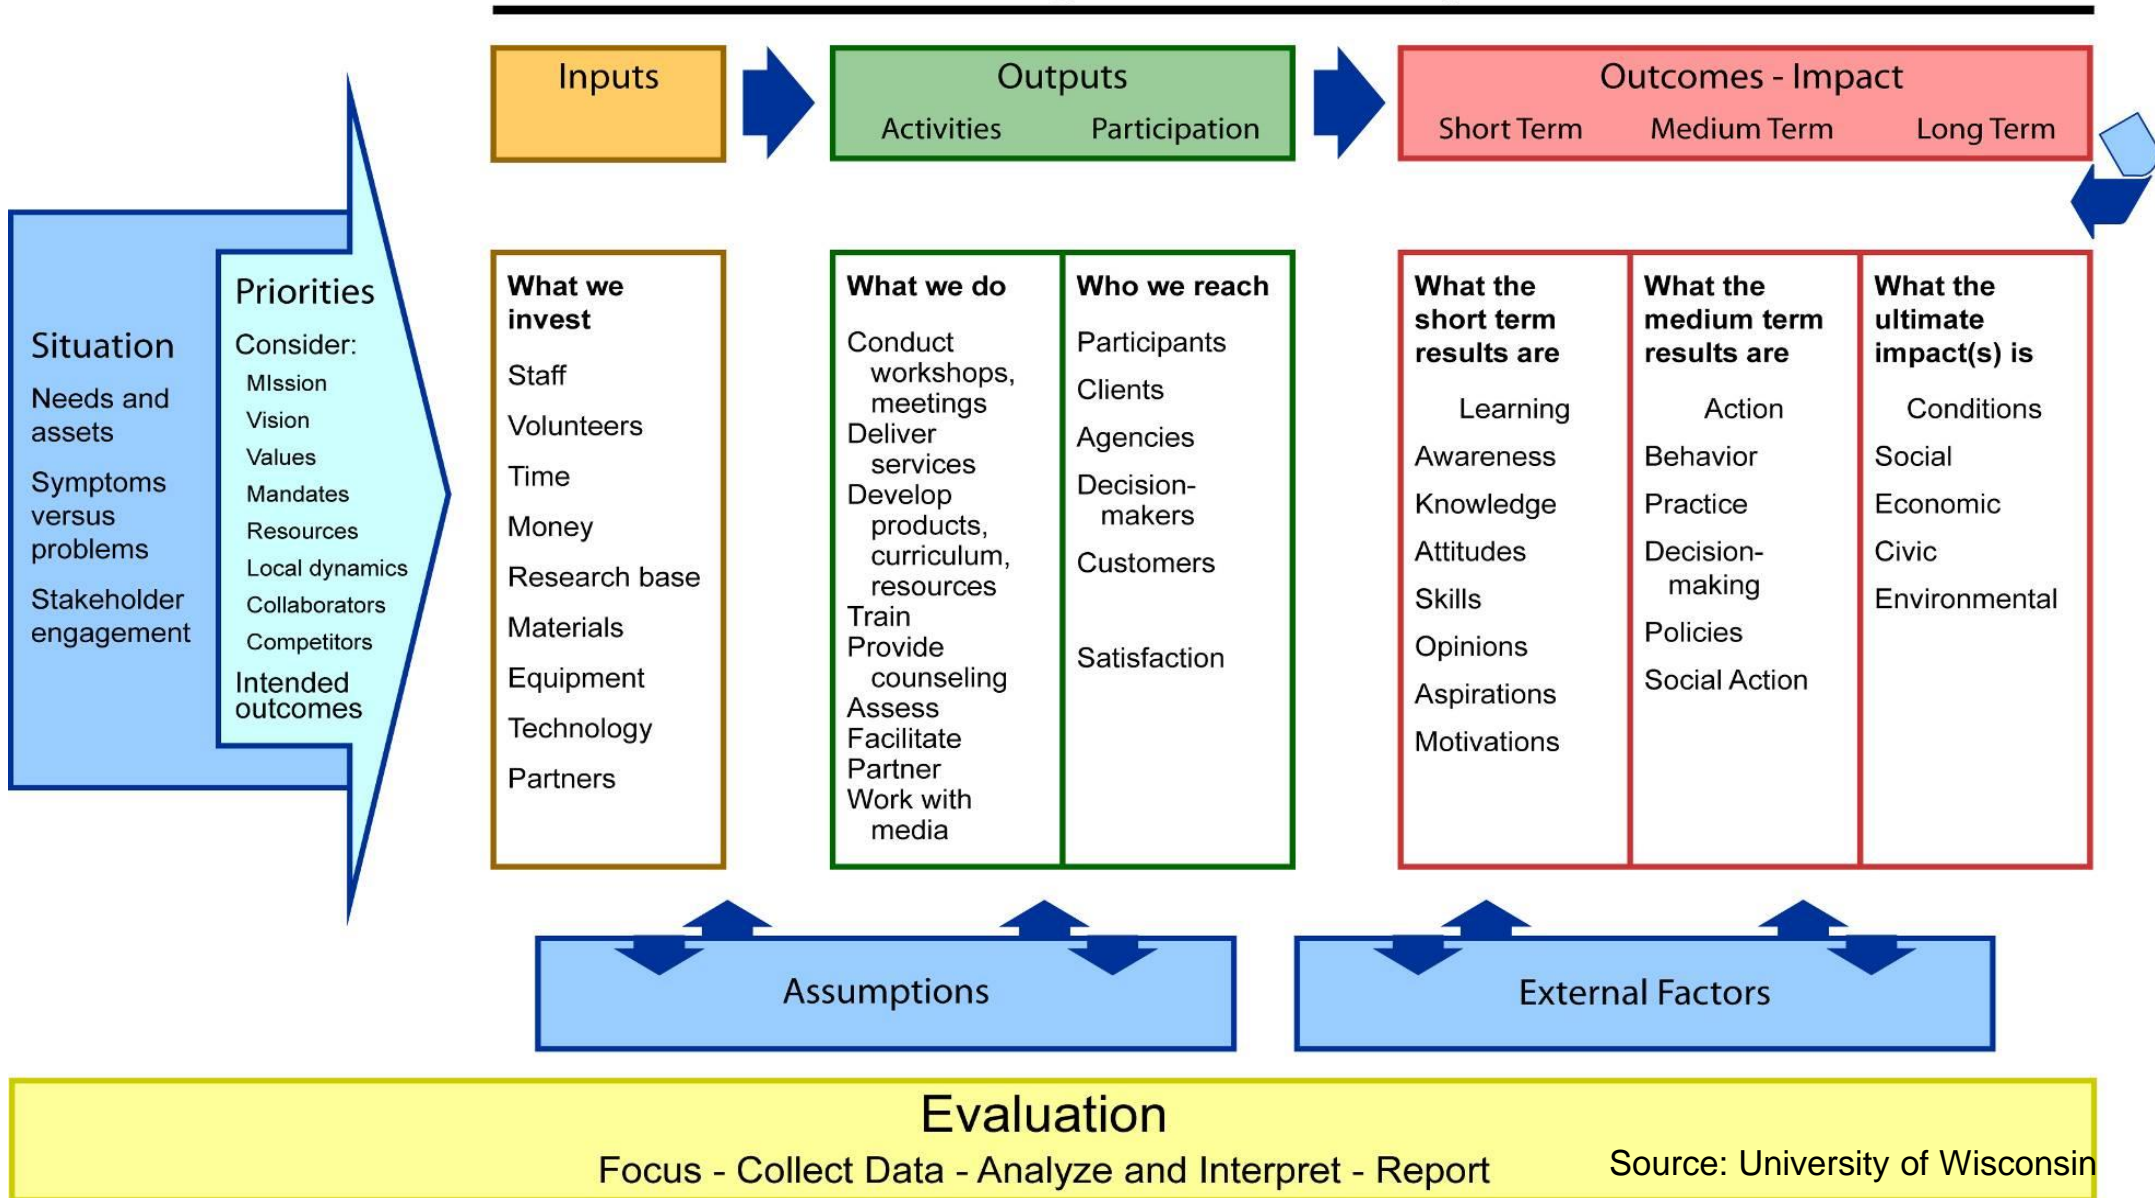 Inputs
Outputs
Activities Participation
Outcomes - Impact
Short Term Medium Term Long Term
Situation
Needs and
assets
Symptoms
versus
problems
Stakeholder
engagement
Priorities
Consider:
MIssion
Vision
Values
Mandates
Resources
Local dynamics
Collaborators
Competitors
Intended
outcomes
What we
invest
Staff
Volunteers
Time
Money
Research base
Materials
Equipment
Technology
Partners
What we do
Conduct
workshops,
meetings
Deliver
services
Develop
products,
curriculum,
resources
Train
Provide
counseling
Assess
Facilitate
Partner
Work with
media
Who we reach
Participants
Clients
Agencies
Decision-
makers
Customers
Satisfaction
What the
short term
results are
Learning
Awareness
Knowledge
Attitudes
Skills
Opinions
Aspirations
Motivations
What the
medium term
results are
Action
Behavior
Practice
Decision-
making
Policies
Social Action
What the
ultimate
impact(s) is
Conditions
Social
Economic
Civic
Environmental
Assumptions
External Factors
Evaluation
Focus - Collect Data - Analyze and Interpret - Report
Source: University of Wisconsin